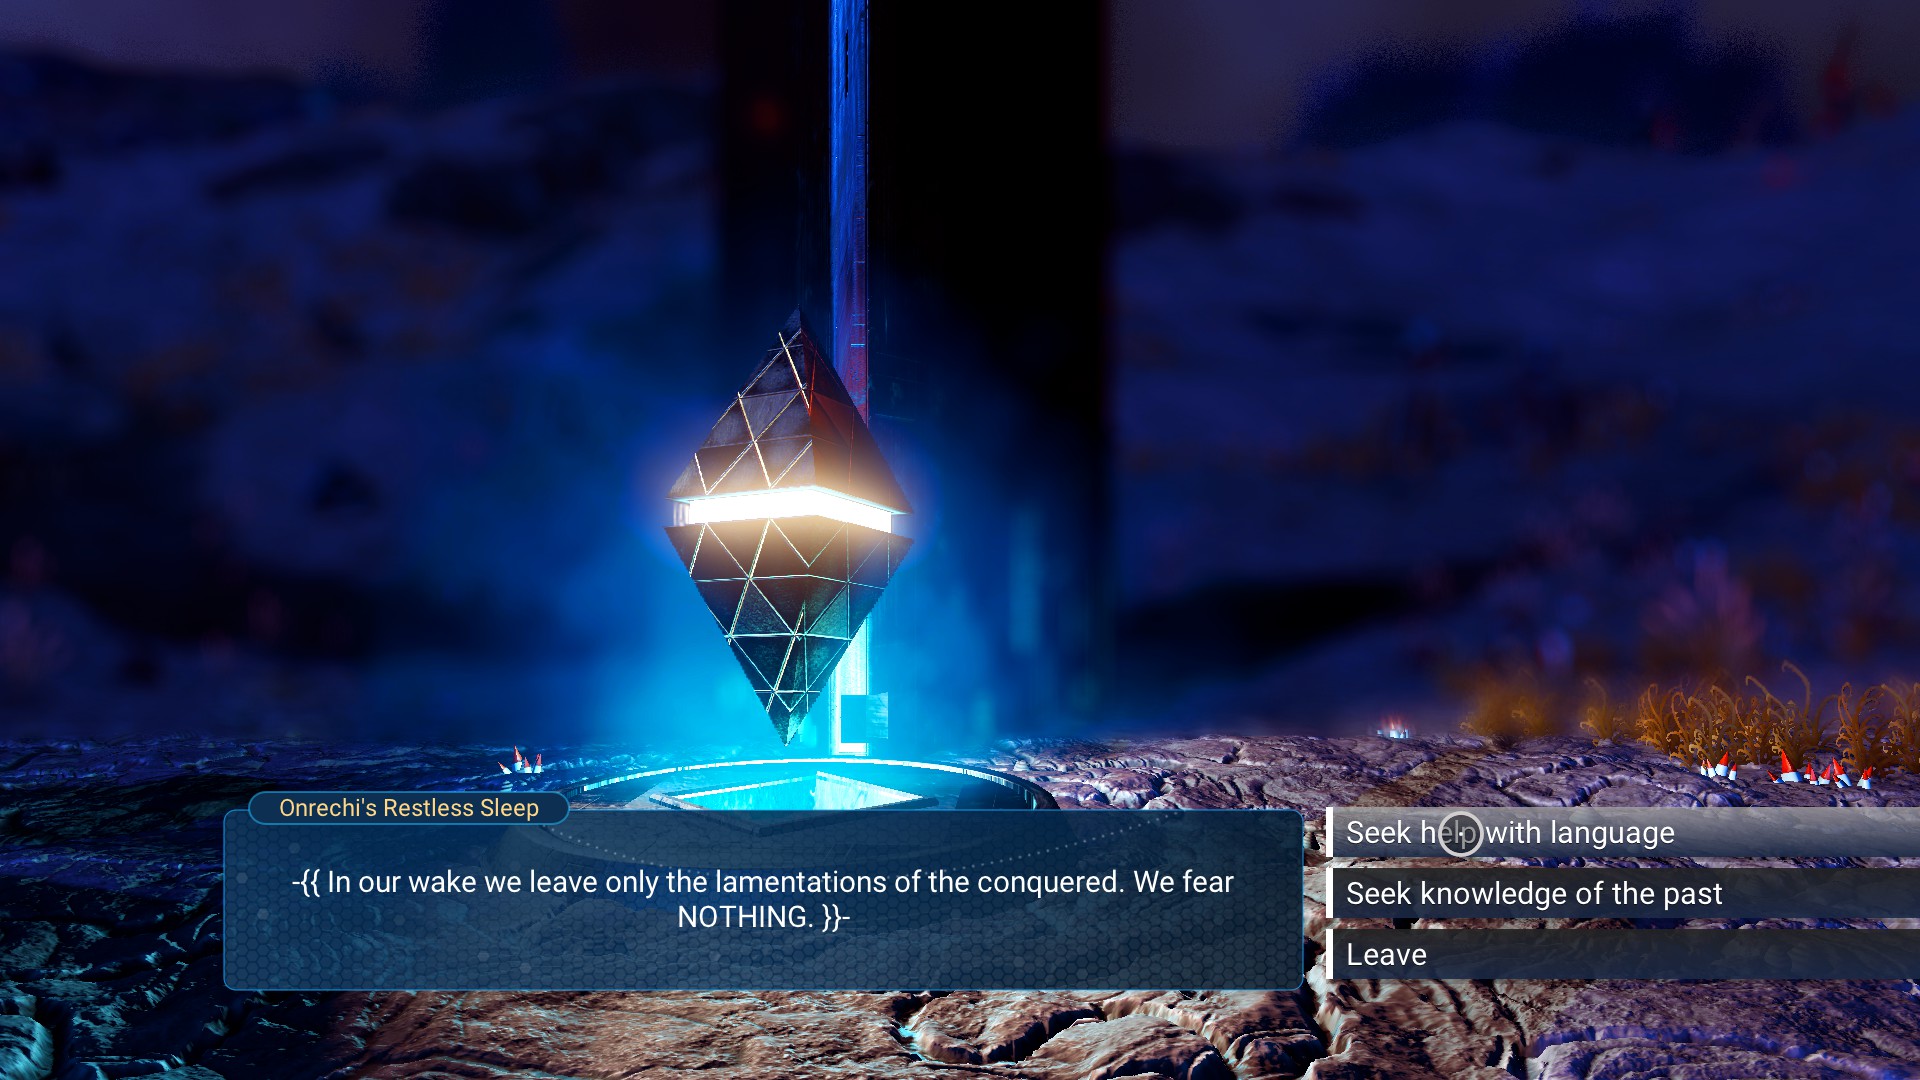 Onrechi's Restless Sleep
-{{ In our wake we leave only the lamentations of the conquered. We fear
NOTHING. }}-
Seek help with language
Seek knowledge of the past
Leave